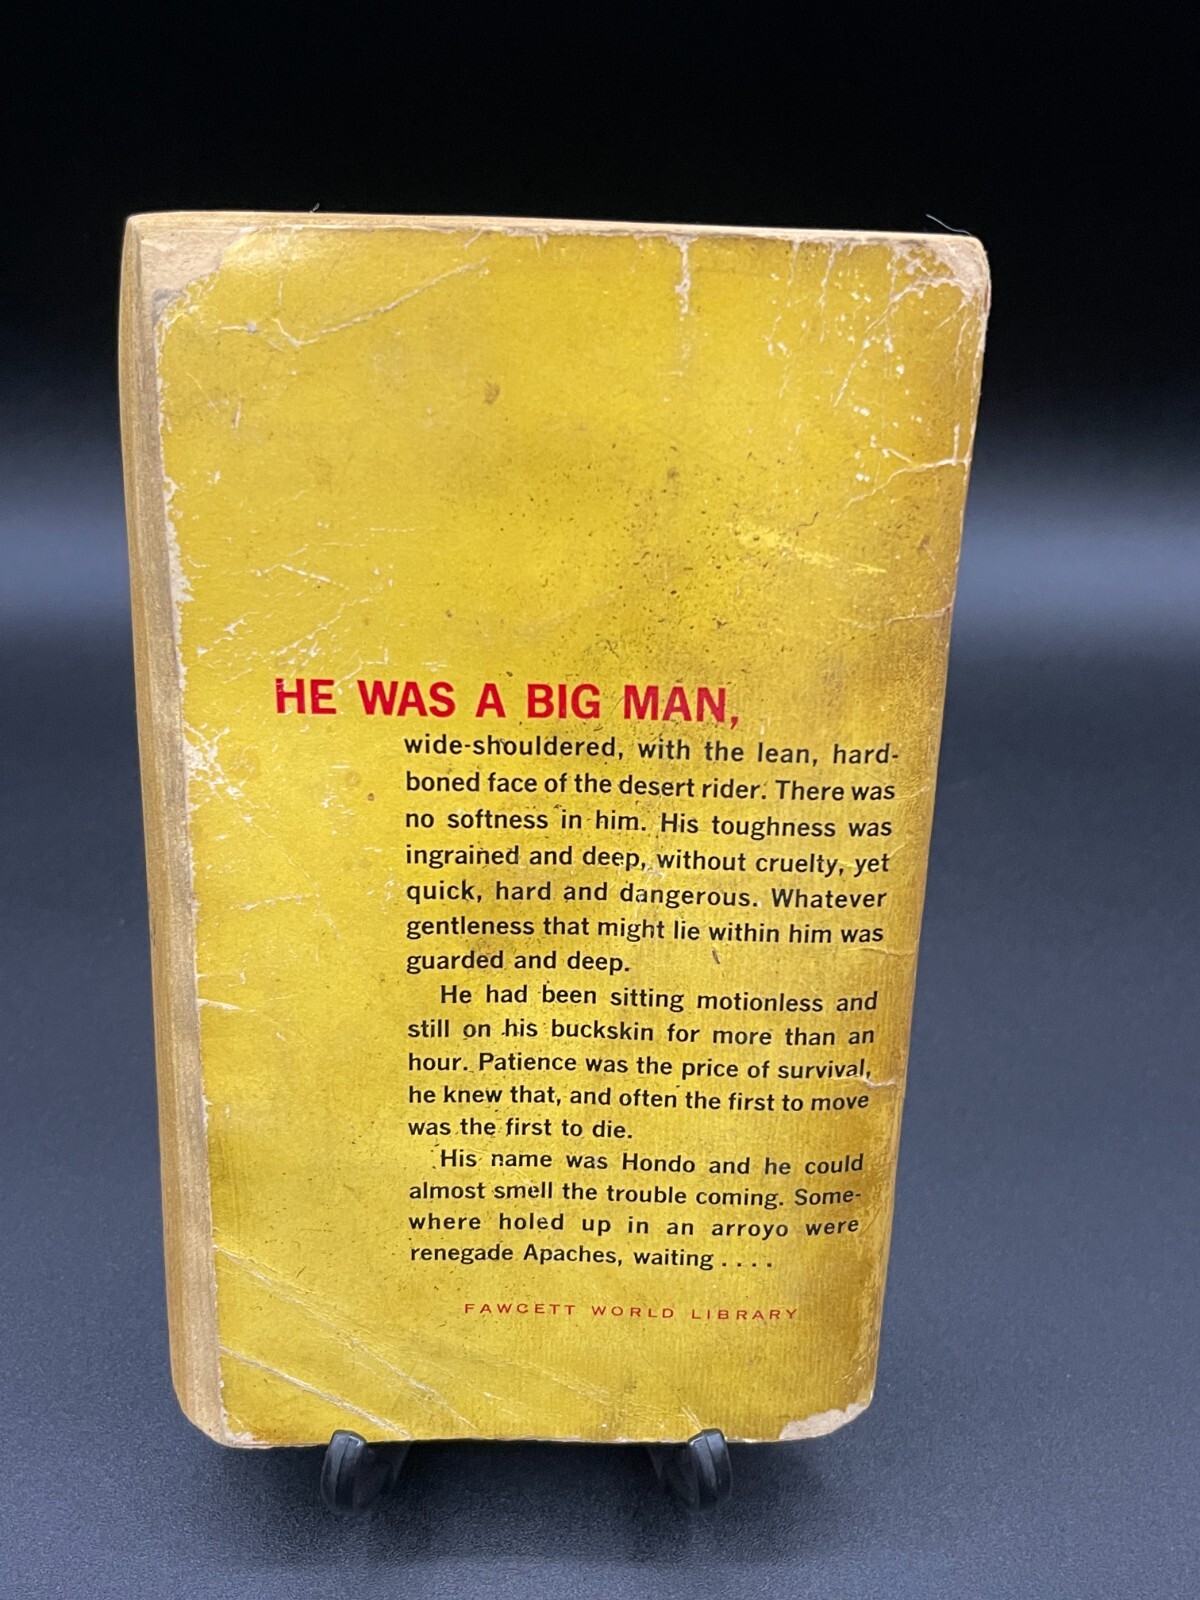 HE WAS A BIG MAN,
wide-shouldered, with the lean, hard-
boned face of the desert rider. There was
no softness in him. His toughness was
ingrained and deep, without cruelty, yet
quick, hard and dangerous. Whatever
gentleness that might lie within him was
guarded and deep.
He had been sitting motionless and
still on his buckskin for more than an
hour. Patience was the price of survival,
he knew that, and often the first to move
was the first to die.
His name was Hondo and he could
almost smell the trouble coming. Some-
where holed up in an arroyo were
renegade Apaches, waiting . . . .
FAWCETT WORLD LIBRARY